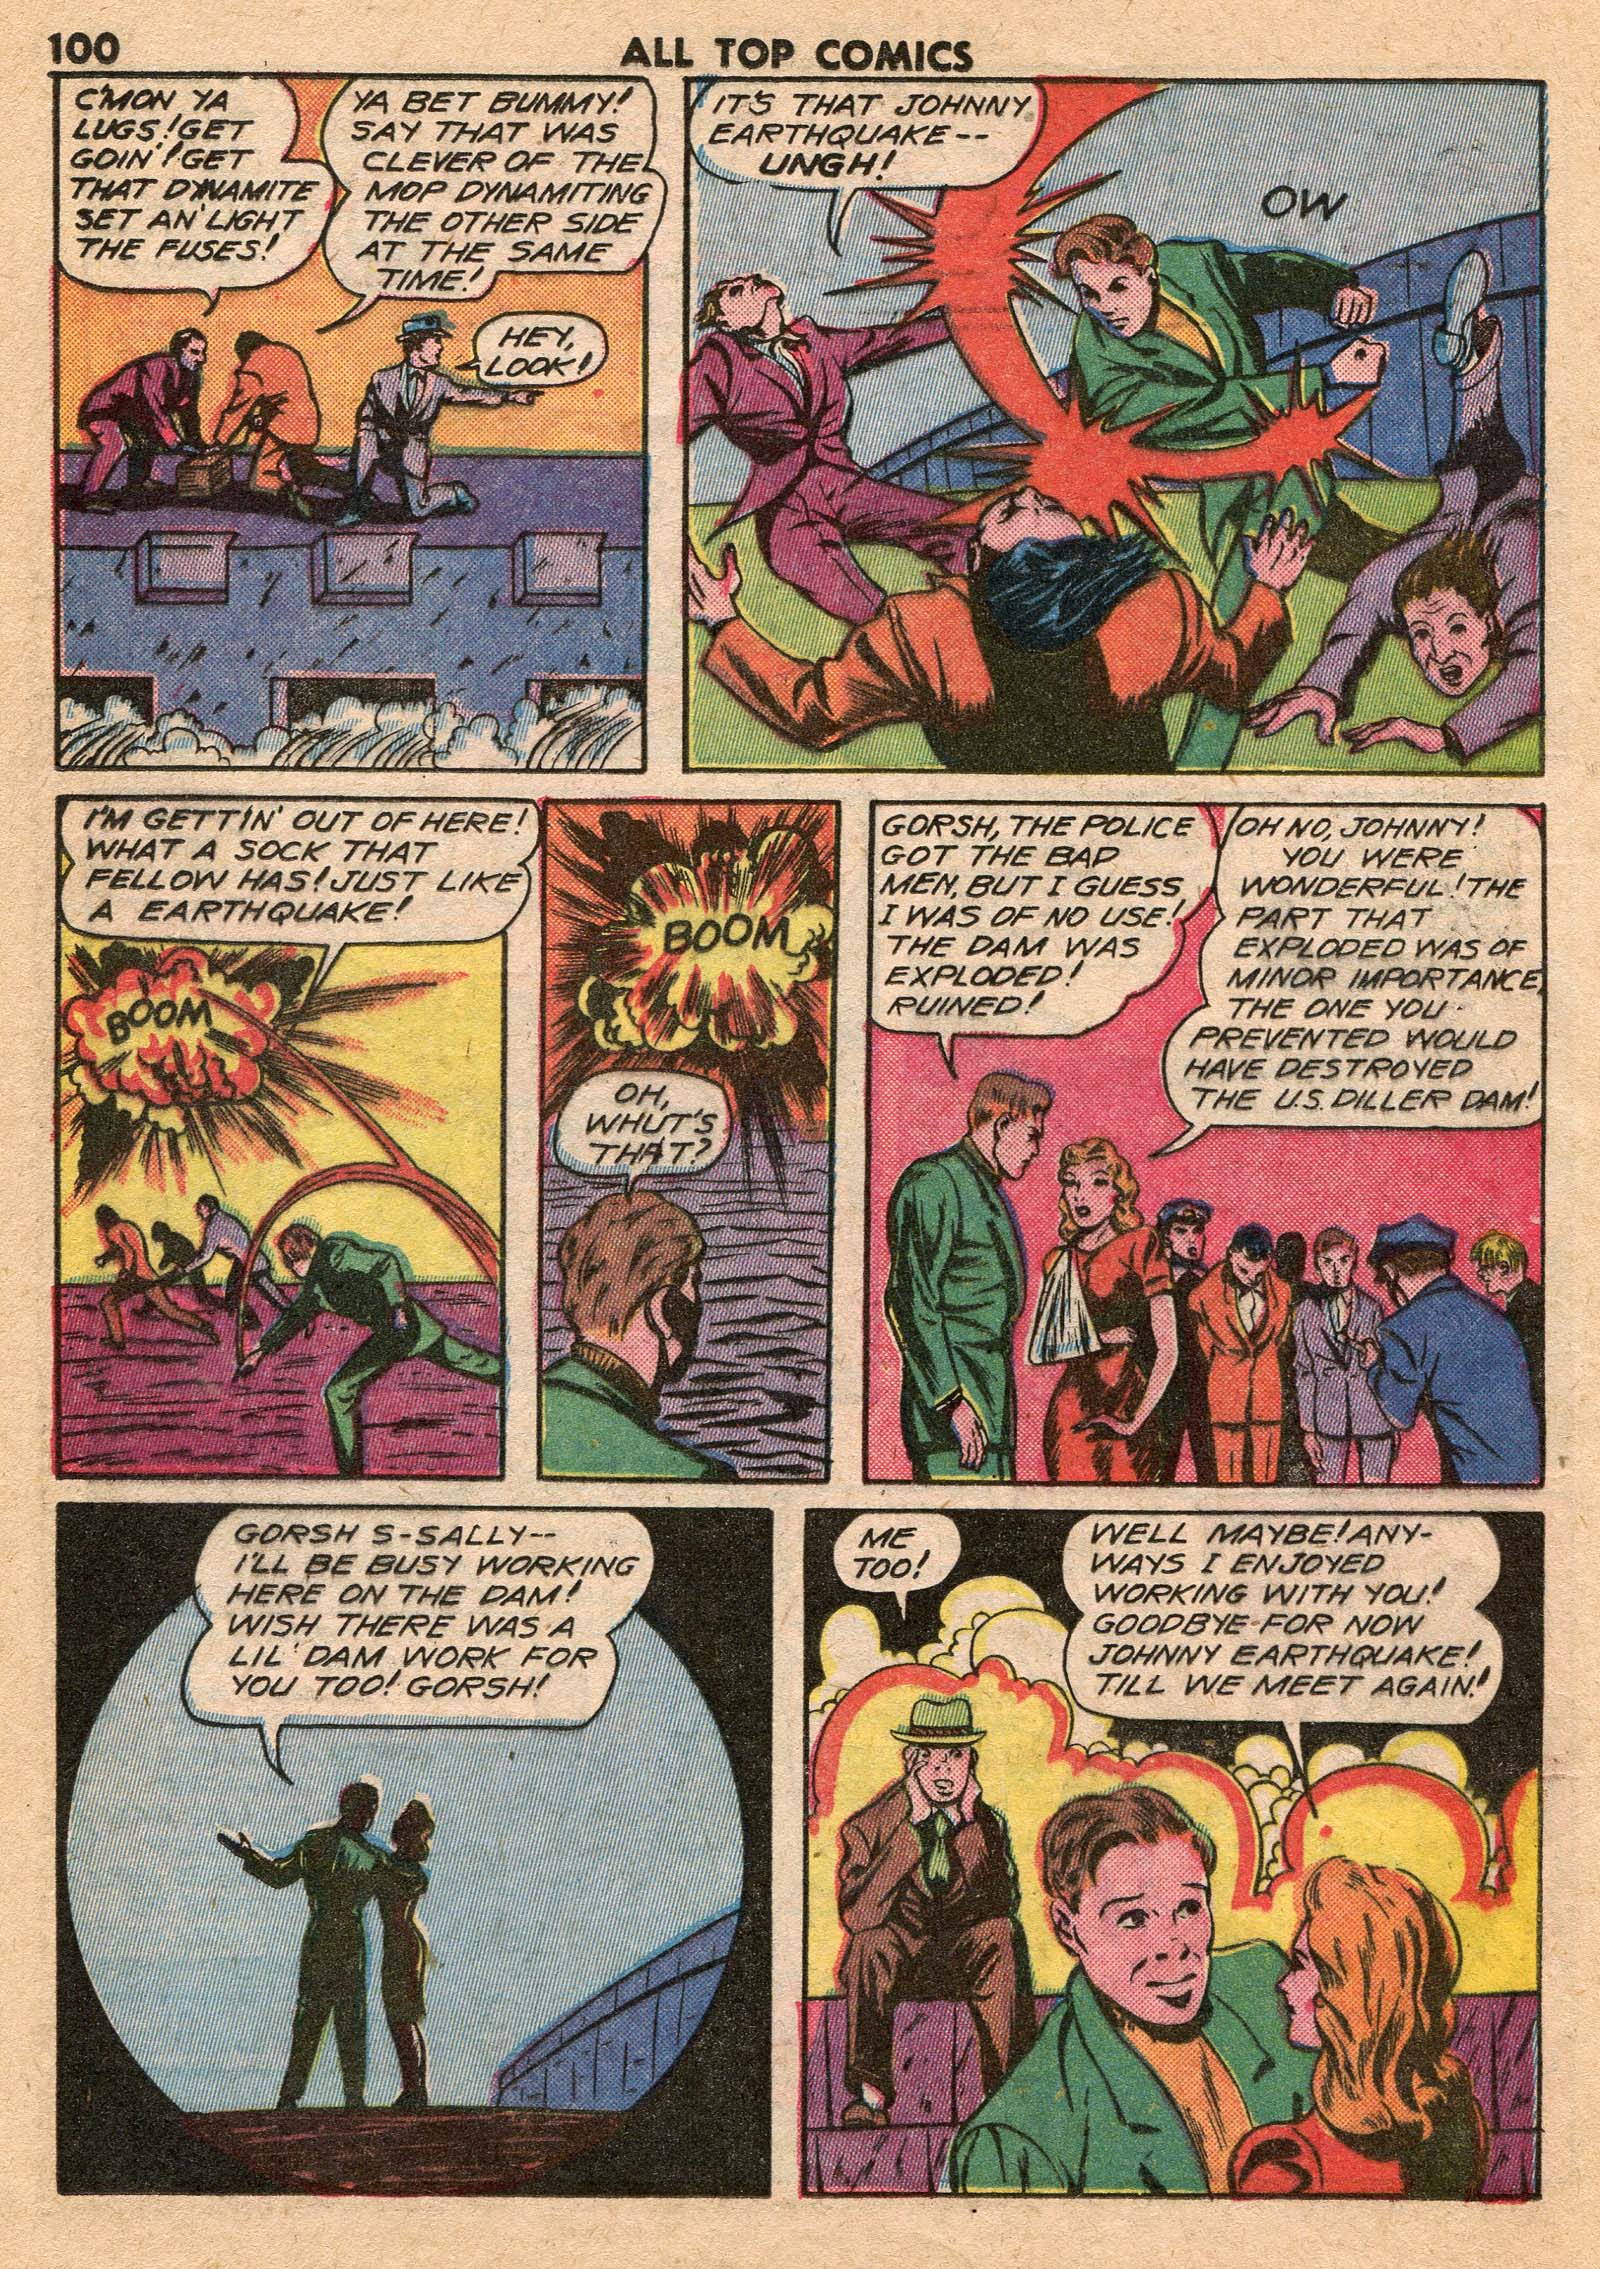 100
ALL TOP COMICS
C'MON YA
LUGS! GET
GOIN'! GET
THAT DYNAMITE
SET AN' LIGHT
THE FUSES!
YA BET BUMMY!
SAY THAT WAS
CLEVER OF THE
MOP DYNAMITING
THE OTHER SIDE
AT THE SAME
TIME!
HEY,
LOOK!
IT'S THAT JOHNNY
EARTHQUAKE--
UNGH!
OW
I'M GETTIN' OUT OF HERE!
WHAT A SOCK THAT
FELLOW HAS! JUST LIKE
A EARTHQUAKE!
BOOM
BOOM
OH,
WHUT'S
THAT?
GORSH, THE POLICE
GOT THE BAD
MEN, BUT I GUESS
I WAS OF NO USE!
THE DAM WAS
EXPLODED!
RUINED!
OH NO, JOHNNY!
YOU WERE
WONDERFUL! THE
PART THAT
EXPLODED WAS OF
MINOR IMPORTANCE,
THE ONE YOU
PREVENTED WOULD
HAVE DESTROYED
THE U.S. DILLER DAM!
GORSH S-SALLY--
I'LL BE BUSY WORKING
HERE ON THE DAM!
WISH THERE WAS A
LIL' DAM WORK FOR
YOU TOO! GORSH!
ME
TOO!
WELL MAYBE! ANY-
WAYS I ENJOYED
WORKING WITH YOU!
GOODBYE-FOR NOW
JOHNNY EARTHQUAKE!
TILL WE MEET AGAIN!